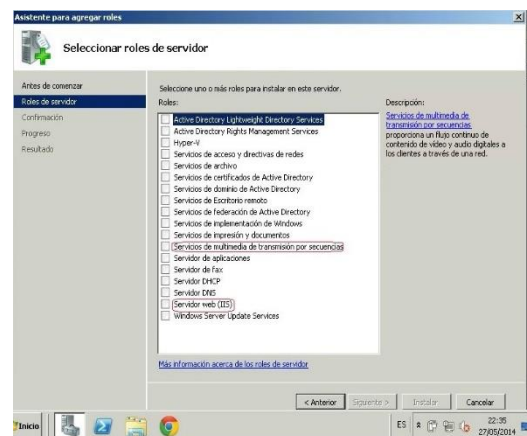 Asistente para agregar roles
Seleccionar roles de servidor
Antes de comenzar
Roles de servidor
Confirmación
Progreso
Resultado
Seleccione uno o más roles para instalar en este servidor.
Roles:
Active Directory Lightweight Directory Services
Active Directory Rights Management Services
Hyper-V
Servicios de acceso y directivas de redes
Servicios de archivo
Servicios de certificados de Active Directory
Servicios de dominio de Active Directory
Servicios de Escritorio remoto
Servicios de federación de Active Directory
Servicios de implementación de Windows
Servicios de impresión y documentos
Servicios de multimedia de transmisión por secuencias
Servidor de aplicaciones
Servidor de fax
Servidor DHCP
Servidor DNS
Servidor web (IIS)
Windows Server Update Services
Más información acerca de los roles de servidor
Descripción:
Servicios de multimedia de
transmisión por secuencias
proporciona un flujo continuo de
contenido de vídeo y audio digitales a
los clientes a través de una red.
< Anterior
Siguiente >
Instalar
Cancelar
Inicio
ES
22:35
27/05/2014